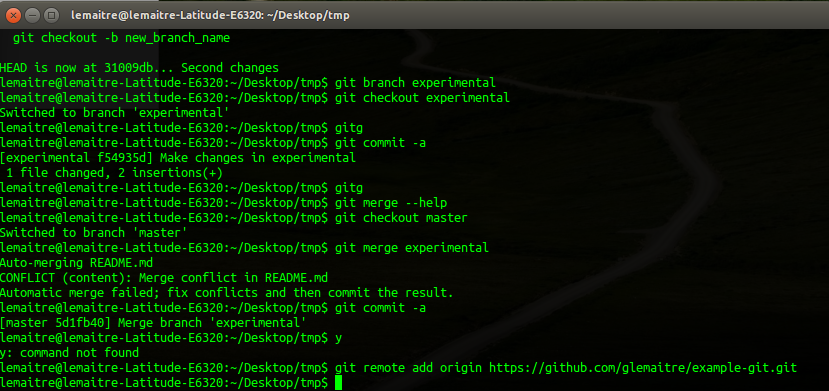 lemaitre@lemaitre-Latitude-E6320: ~/Desktop/tmp
git checkout -b new_branch_name
HEAD is now at 31009db... Second changes
lemaitre@lemaitre-Latitude-E6320:~/Desktop/tmp$ git branch experimental
lemaitre@lemaitre-Latitude-E6320:~/Desktop/tmp$ git checkout experimental
Switched to branch 'experimental'
lemaitre@lemaitre-Latitude-E6320:~/Desktop/tmp$ gitg
lemaitre@lemaitre-Latitude-E6320:~/Desktop/tmp$ git commit -a
[experimental f54935d] Make changes in experimental
1 file changed, 2 insertions(+)
lemaitre@lemaitre-Latitude-E6320:~/Desktop/tmp$ gitg
lemaitre@lemaitre-Latitude-E6320:~/Desktop/tmp$ git merge --help
lemaitre@lemaitre-Latitude-E6320:~/Desktop/tmp$ git checkout master
Switched to branch 'master'
lemaitre@lemaitre-Latitude-E6320:~/Desktop/tmp$ git merge experimental
Auto-merging README.md
CONFLICT (content): Merge conflict in README.md
Automatic merge failed; fix conflicts and then commit the result.
lemaitre@lemaitre-Latitude-E6320:~/Desktop/tmp$ git commit -a
[master 5d1fb40] Merge branch 'experimental'
lemaitre@lemaitre-Latitude-E6320:~/Desktop/tmp$ y
y: command not found
lemaitre@lemaitre-Latitude-E6320:~/Desktop/tmp$ git remote add origin https://github.com/glemaitre/example-git.git
lemaitre@lemaitre-Latitude-E6320:~/Desktop/tmp$